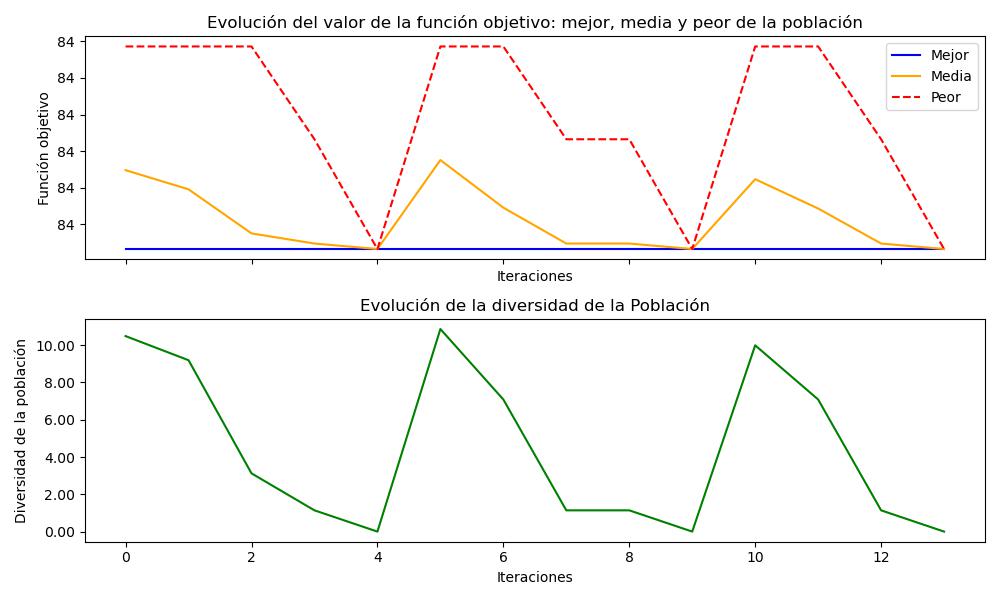 Evolución del valor de la función objetivo: mejor, media y peor de la población
Función objetivo
84
84
84
84
84
84
Mejor
Media
Peor
Iteraciones
Evolución de la diversidad de la Población
Diversidad de la población
10.00
8.00
6.00
4.00
2.00
0.00
0 2 4 6 8 10 12
Iteraciones